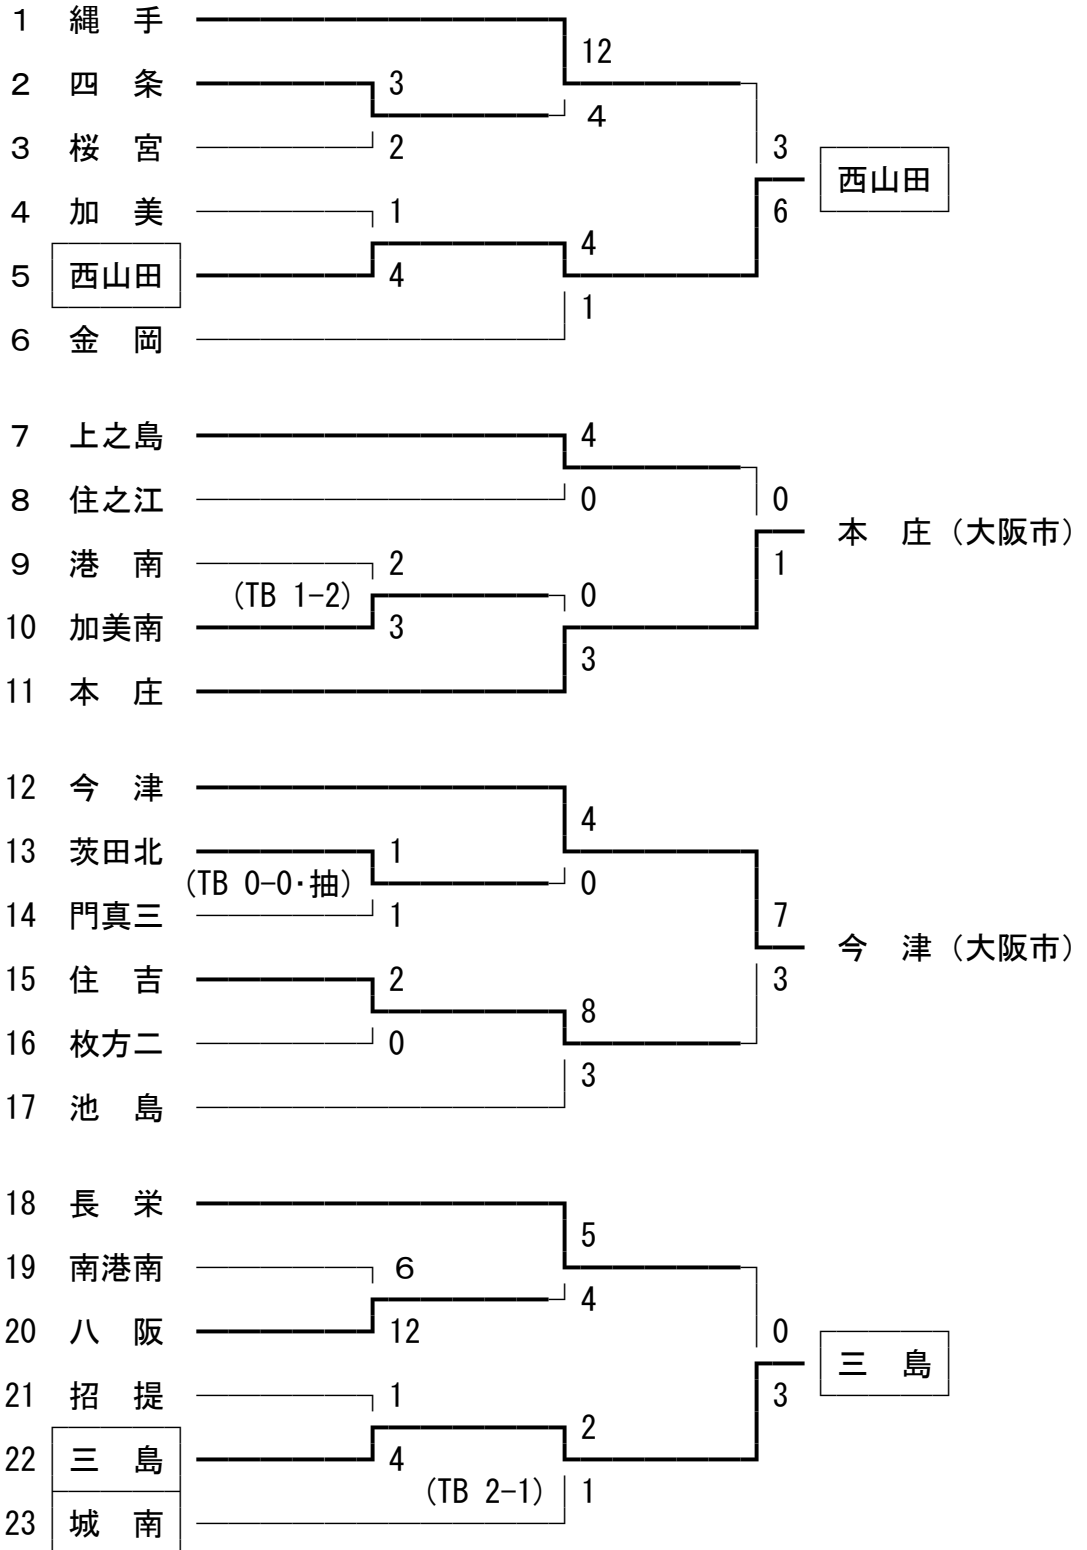 1 縄 手
12
2 四 条 3
4
3 桜 宮 2 3
西山田
4 加 美 1 6
4
5 西山田 4
1
6 金 岡
7 上之島 4
8 住之江 0 0
本 庄（大阪市）
9 港 南 2 1
(TB 1-2) 0
10 加美南 3
3
11 本 庄
12 今 津
4
13 茨田北 1
(TB 0-0・抽) 0
14 門真三 1 7
今 津（大阪市）
15 住 吉 2 3
8
16 枚方二 0
3
17 池 島
18 長 栄
5
19 南港南 6
4
20 八 阪 12 0
三 島
21 招 提 1 3
2
22 三 島 4
(TB 2-1) 1
23 城 南